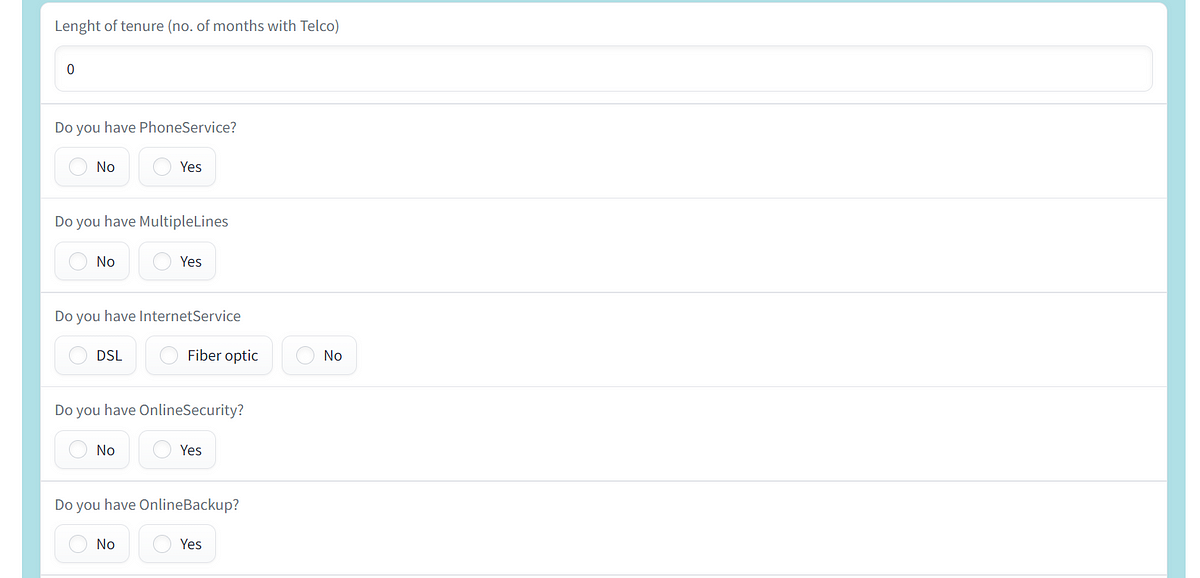 Lenght of tenure (no. of months with Telco)
0
Do you have PhoneService?
No Yes
Do you have MultipleLines
No Yes
Do you have InternetService
DSL Fiber optic No
Do you have OnlineSecurity?
No Yes
Do you have OnlineBackup?
No Yes